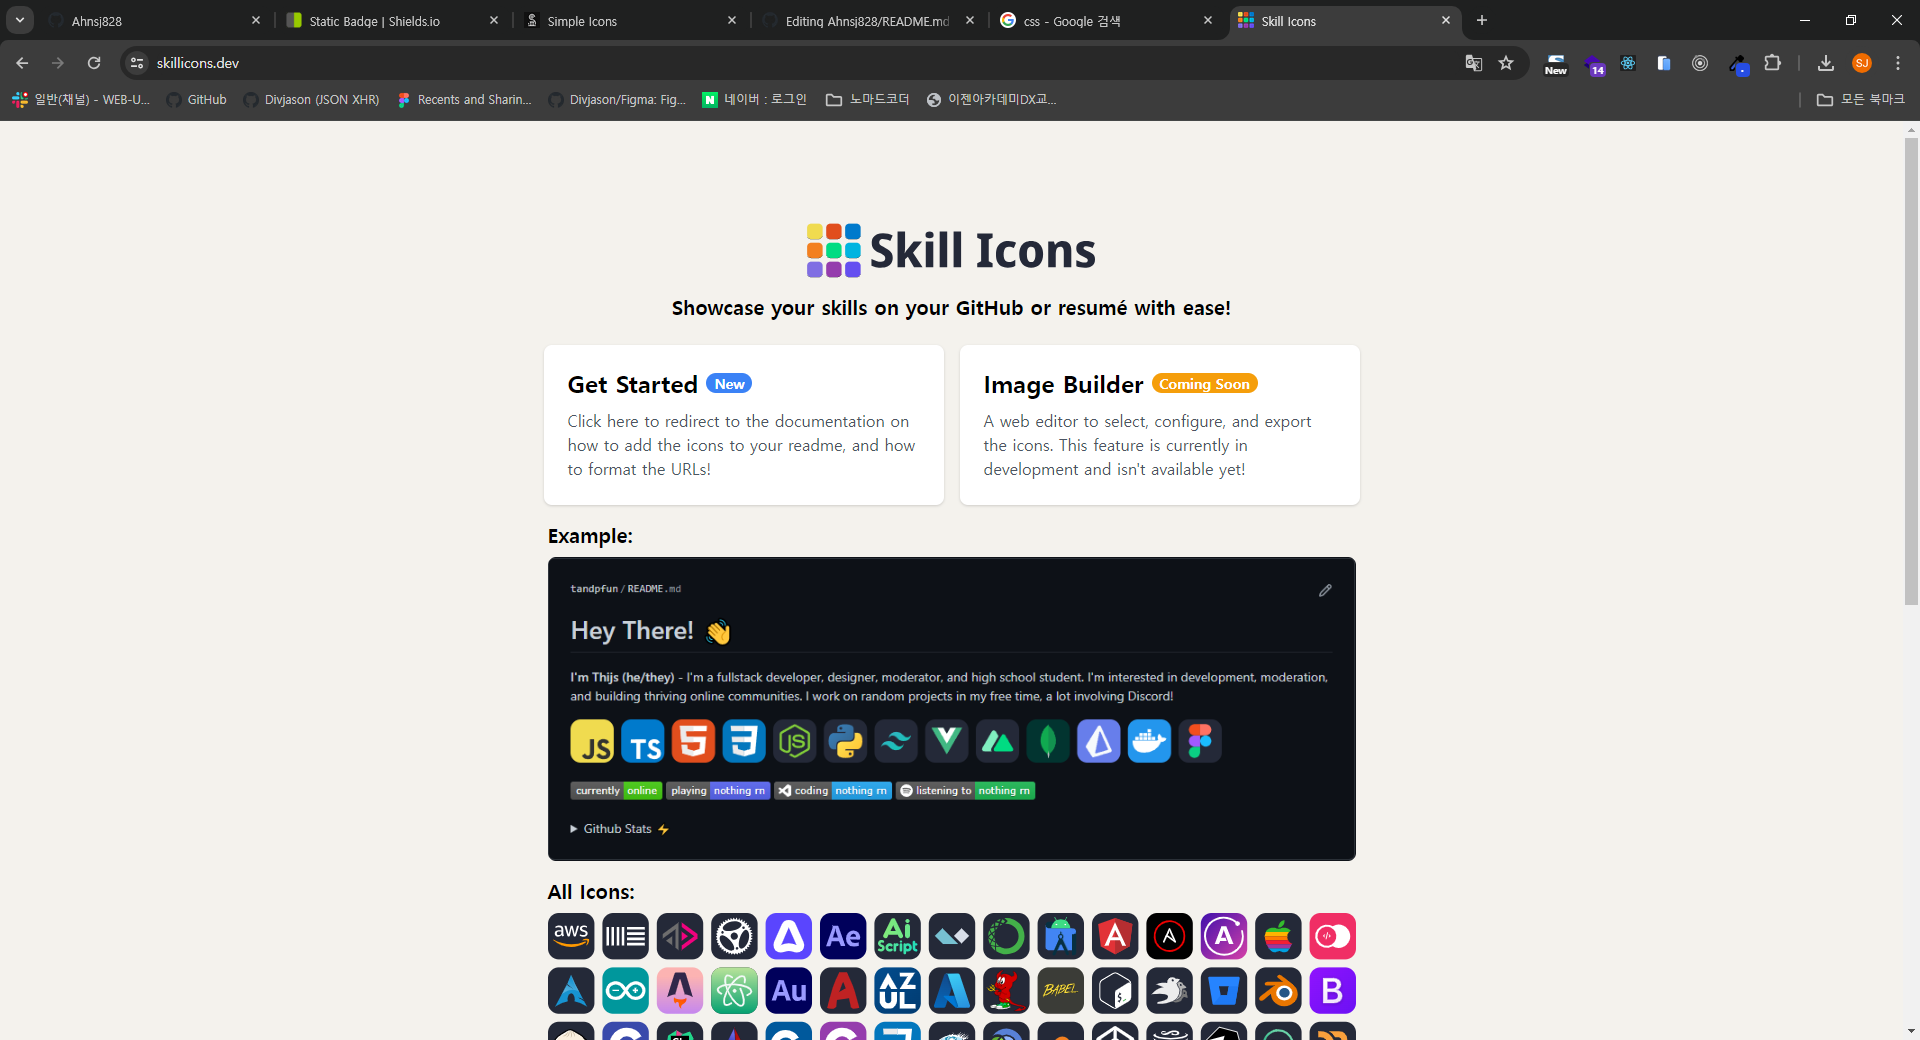 Ahnsj828
Static Badge | Shields.io
Simple Icons
Editing Ahnsj828/README.md
css - Google 검색
Skill Icons
skillicons.dev
New
14
SJ
일반(채널) - WEB-U...
GitHub
Divjason (JSON XHR)
Recents and Sharin...
Divjason/Figma: Fig...
N
네이버 : 로그인
노마드코더
이젠아카데미DX교...
모든 북마크
Skill Icons
Showcase your skills on your GitHub or resumé with ease!
Get Started New
Click here to redirect to the documentation on
how to add the icons to your readme, and how
to format the URLs!
Image Builder Coming Soon
A web editor to select, configure, and export
the icons. This feature is currently in
development and isn't available yet!
Example:
tandpfun / README.md
Hey There! 👋
I'm Thijs (he/they) - I'm a fullstack developer, designer, moderator, and high school student. I'm interested in development, moderation,
and building thriving online communities. I work on random projects in my free time, a lot involving Discord!
JS TS
currently online playing nothing rn coding nothing rn listening to nothing rn
Github Stats ⚡
All Icons:
aws Ae Ai Script
Au AZUL BABEL B